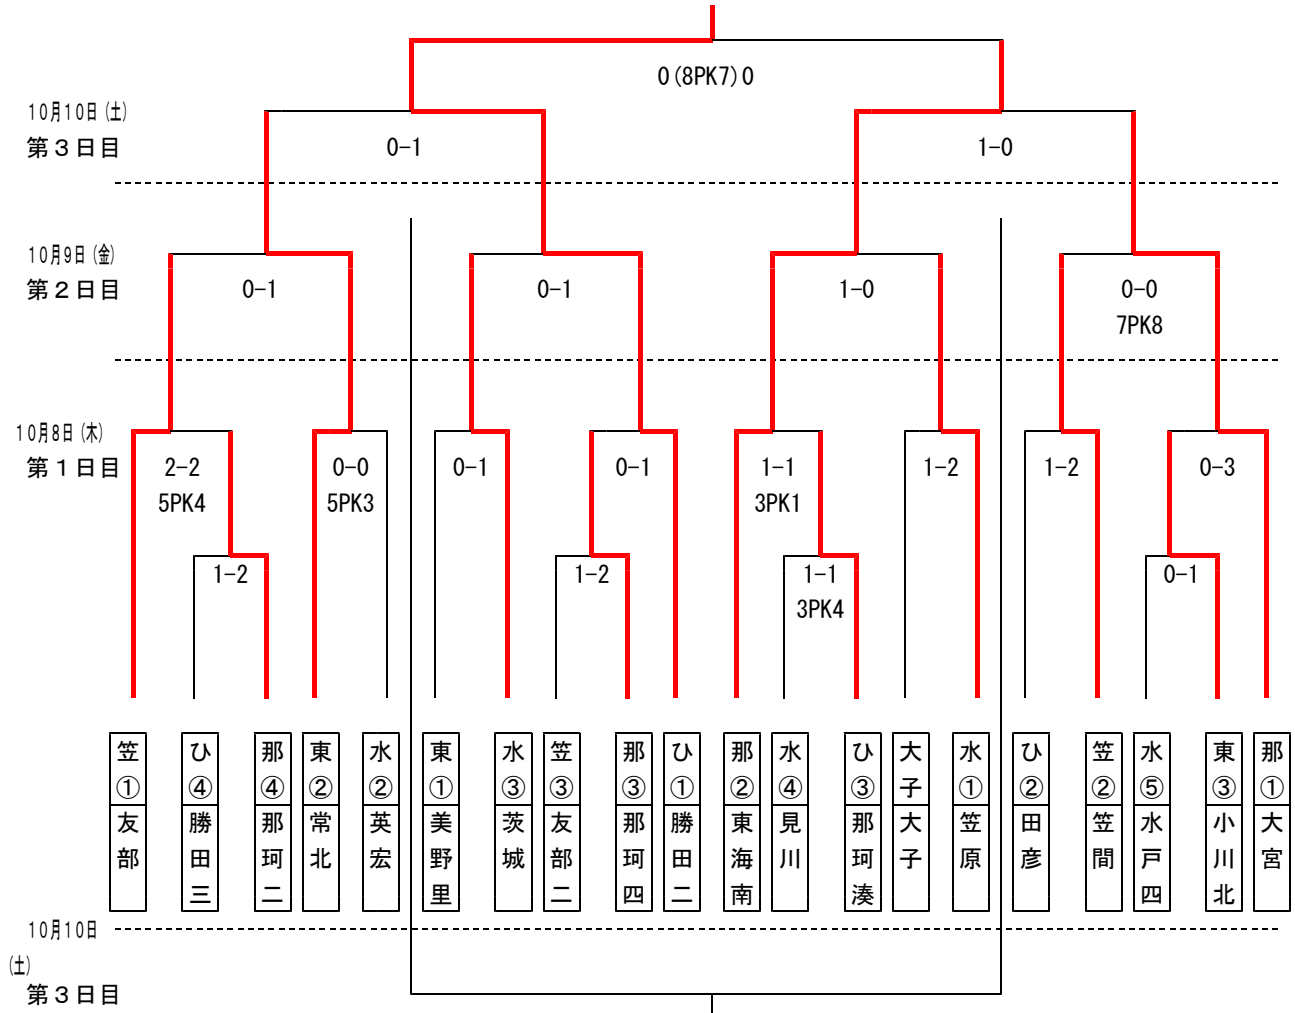 0(8PK7)0
10月10日(土)
第3日目
0-1
1-0
10月9日(金)
第2日目
0-1
0-1
1-0
0-0
7PK8
10月8日(木)
第1日目
2-2
5PK4
0-0
5PK3
0-1
0-1
1-1
3PK1
1-2
1-2
0-3
1-2
1-2
1-1
3PK4
0-1
笠①友部
ひ④勝田三
那④那珂二
東②常北
水②英宏
東①美野里
水③茨城
笠③友部二
那③那珂四
ひ①勝田二
那②東海南
水④見川
ひ③那珂湊
大子大子
水①笠原
ひ②田彦
笠②笠間
水⑤水戸四
東③小川北
那①大宮
10月10日
(土)
第3日目